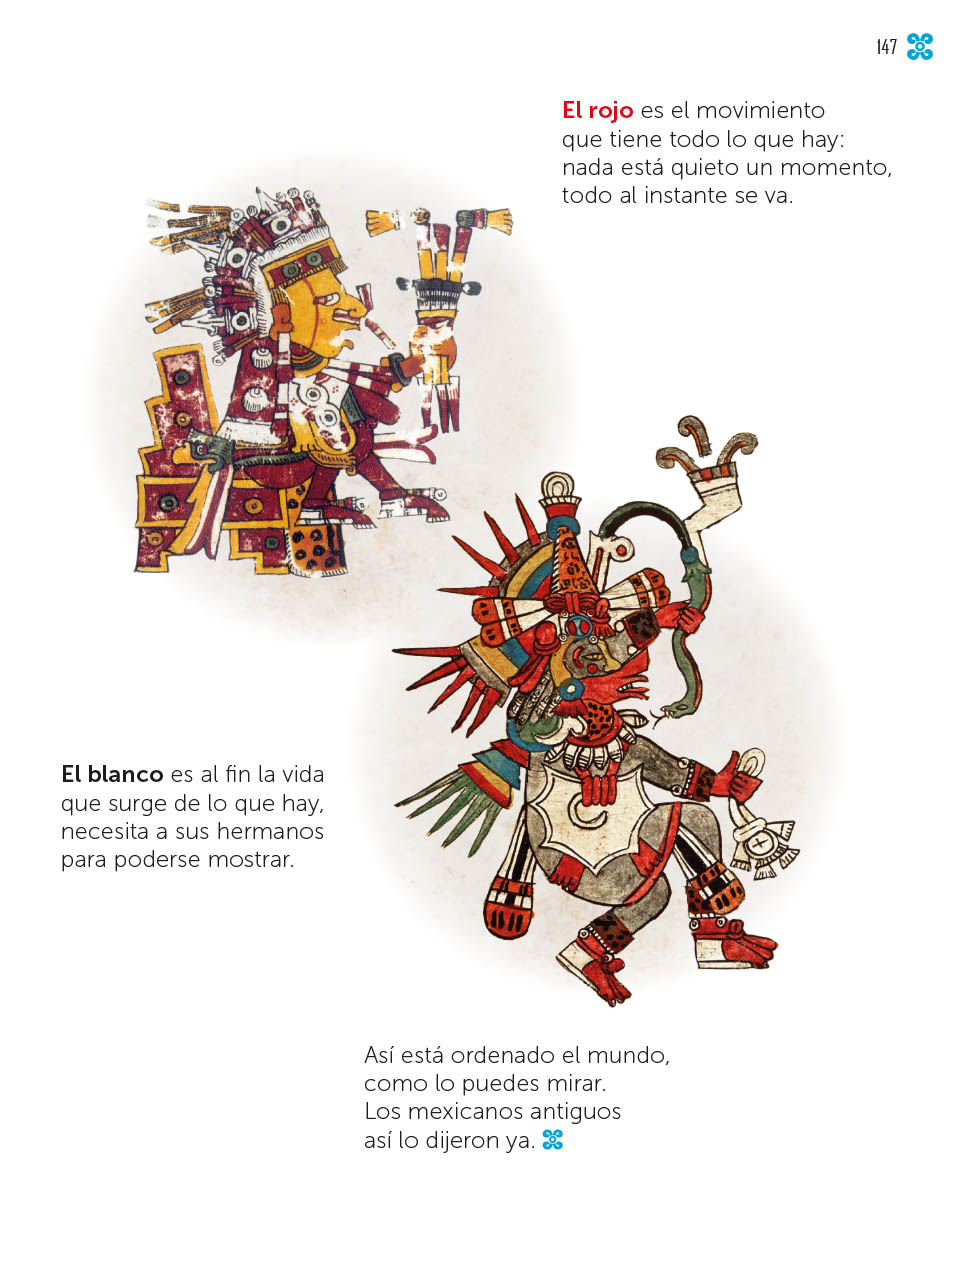 147
El rojo es el movimiento
que tiene todo lo que hay:
nada está quieto un momento,
todo al instante se va.
El blanco es al fin la vida
que surge de lo que hay,
necesita a sus hermanos
para poderse mostrar.
Así está ordenado el mundo,
como lo puedes mirar.
Los mexicanos antiguos
así lo dijeron ya.